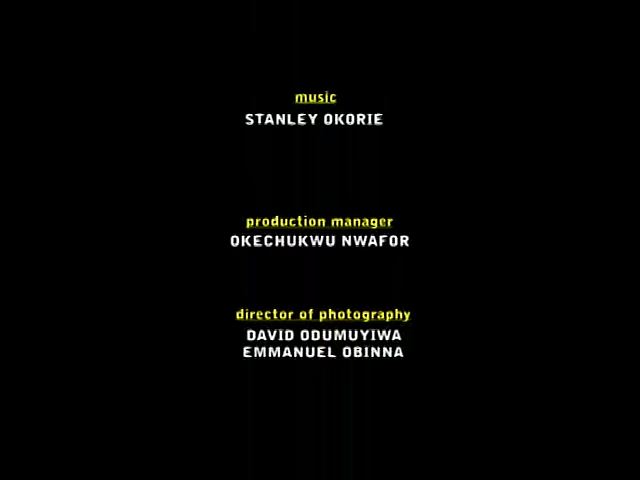 music
STANLEY OKORIE
production manager
OKECHUKWU NWAFOR
director of photography
DAVID ODUMUYIWA
EMMANUEL OBINNA